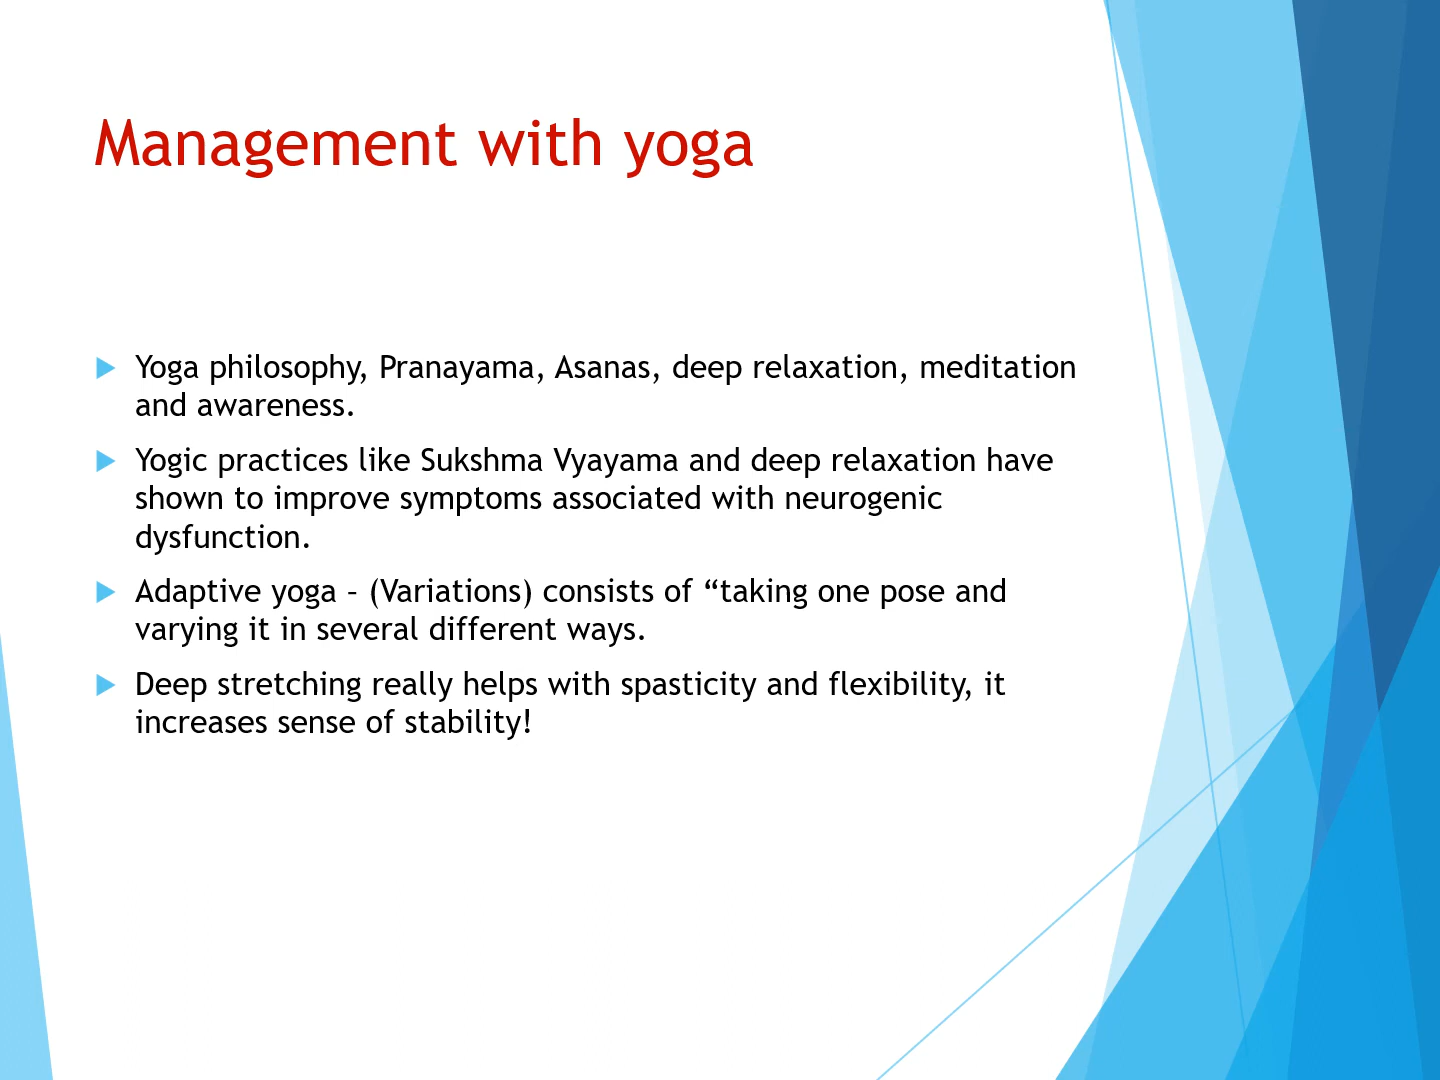 Management with yoga
Yoga philosophy, Pranayama, Asanas, deep relaxation, meditation
and awareness.
Yogic practices like Sukshma Vyayama and deep relaxation have
shown to improve symptoms associated with neurogenic
dysfunction.
Adaptive yoga – (Variations) consists of “taking one pose and
varying it in several different ways.
Deep stretching really helps with spasticity and flexibility, it
increases sense of stability!